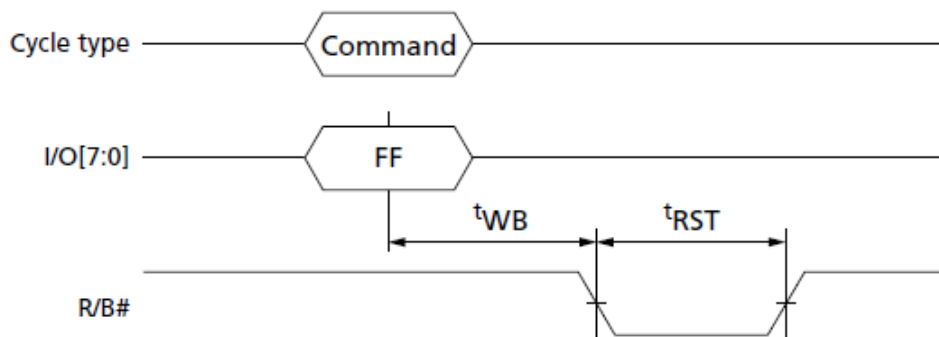 Cycle type
Command
I/O[7:0]
FF
tWB
tRST
R/B#